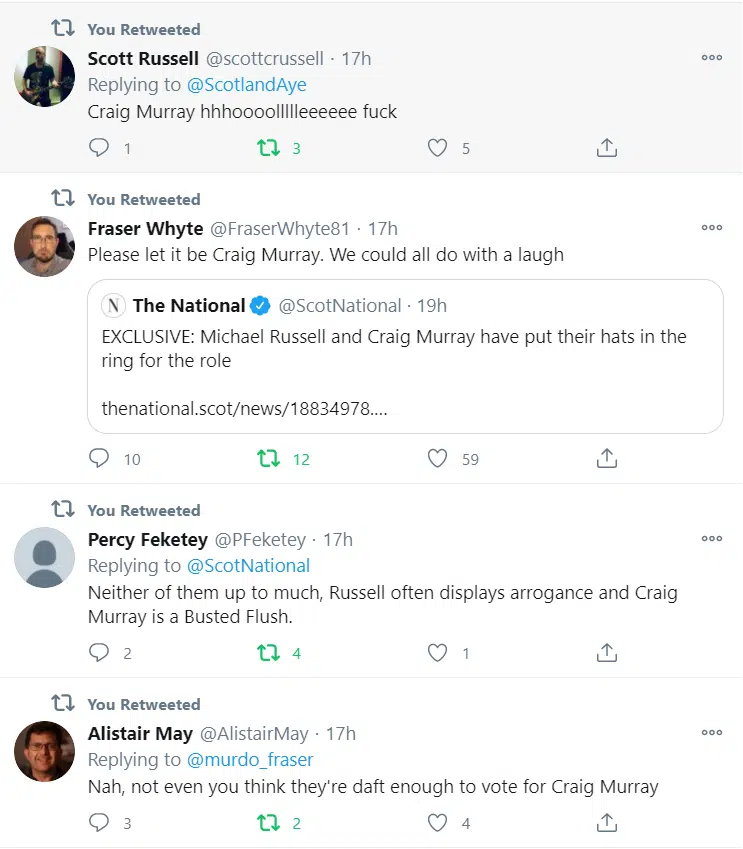 You Retweeted
Scott Russell @scottcrussell · 17h
Replying to @ScotlandAye
Craig Murray hhhoooollllleeeeee fuck
1 3 5
You Retweeted
Fraser Whyte @FraserWhyte81 · 17h
Please let it be Craig Murray. We could all do with a laugh
N The National @ScotNational · 19h
EXCLUSIVE: Michael Russell and Craig Murray have put their hats in the
ring for the role
thenational.scot/news/18834978....
10 12 59
You Retweeted
Percy Feketey @PFeketey · 17h
Replying to @ScotNational
Neither of them up to much, Russell often displays arrogance and Craig
Murray is a Busted Flush.
2 4 1
You Retweeted
Alistair May @AlistairMay · 17h
Replying to @murdo_fraser
Nah, not even you think they're daft enough to vote for Craig Murray
3 2 4